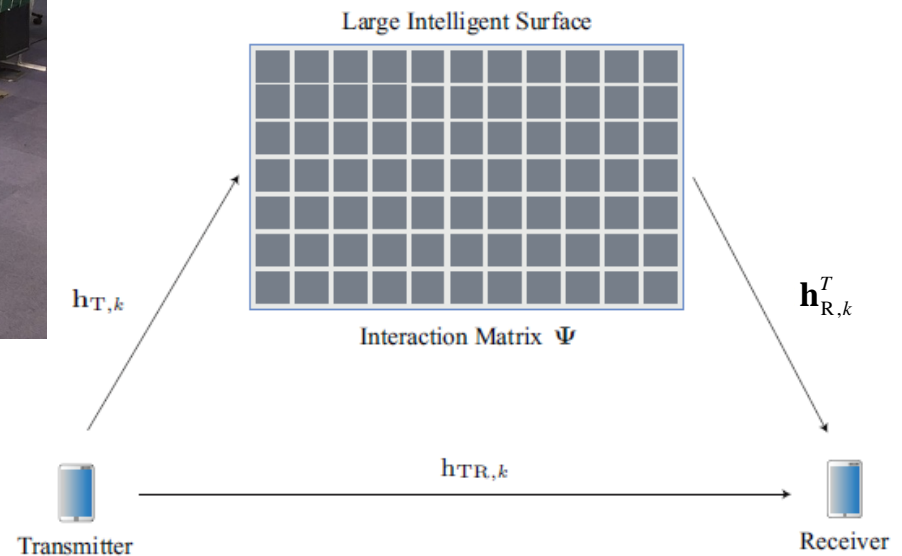 Large Intelligent Surface
𝐡_{T,k}
𝐡^T_{R,k}
Interaction Matrix 𝚿
h_{TR,k}
Transmitter
Receiver